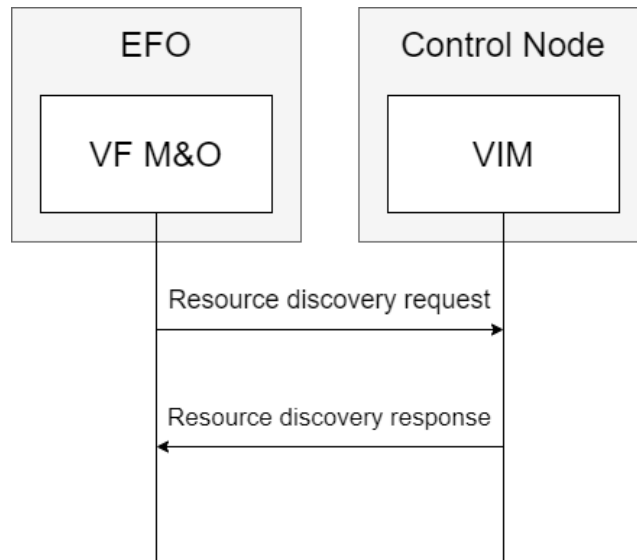 EFO
Control Node
VF M&O
VIM
Resource discovery request
Resource discovery response